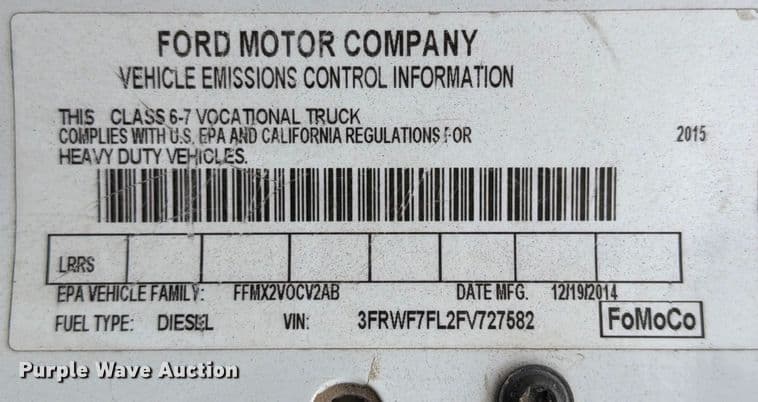 FORD MOTOR COMPANY
VEHICLE EMISSIONS CONTROL INFORMATION
THIS CLASS 6-7 VOCATIONAL TRUCK
COMPLIES WITH U.S. EPA AND CALIFORNIA REGULATIONS FOR 2015
HEAVY DUTY VEHICLES.
LRRS
EPA VEHICLE FAMILY: FFMX2VOCV2AB DATE MFG. 12/19/2014
FUEL TYPE: DIESEL VIN: 3FRWF7FL2FV727582 FoMoCo
Purple Wave Auction